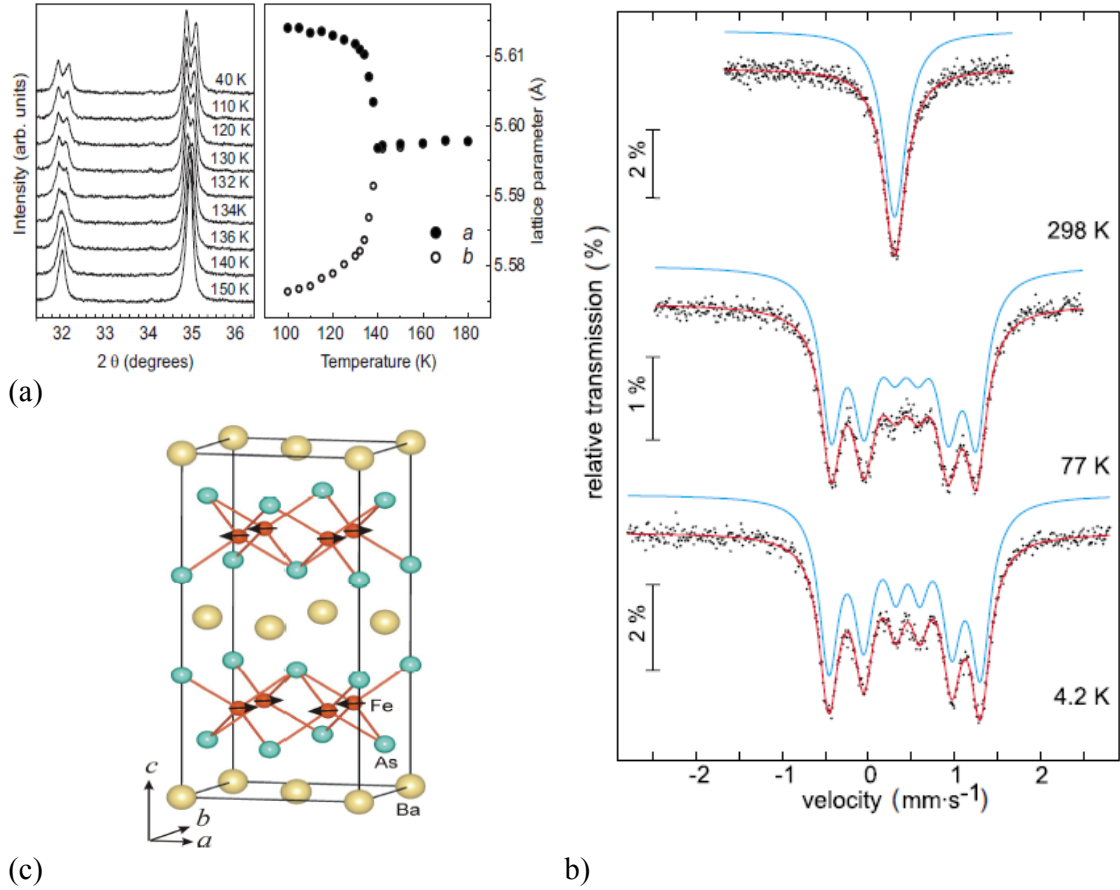 Intensity (arb. units)
40 K
110 K
120 K
130 K
132 K
134K
136 K
140 K
150 K
32 33 34 35 36
2 θ (degrees)
5.61
5.60
5.59
5.58
lattice parameter (Å)
a
b
100 120 140 160 180
Temperature (K)
(a)
relative transmission (%)
2 %
298 K
1 %
77 K
2 %
4.2 K
-2 -1 0 1 2
velocity (mm·s⁻¹)
b)
Fe
As
Ba
c
b
a
(c)